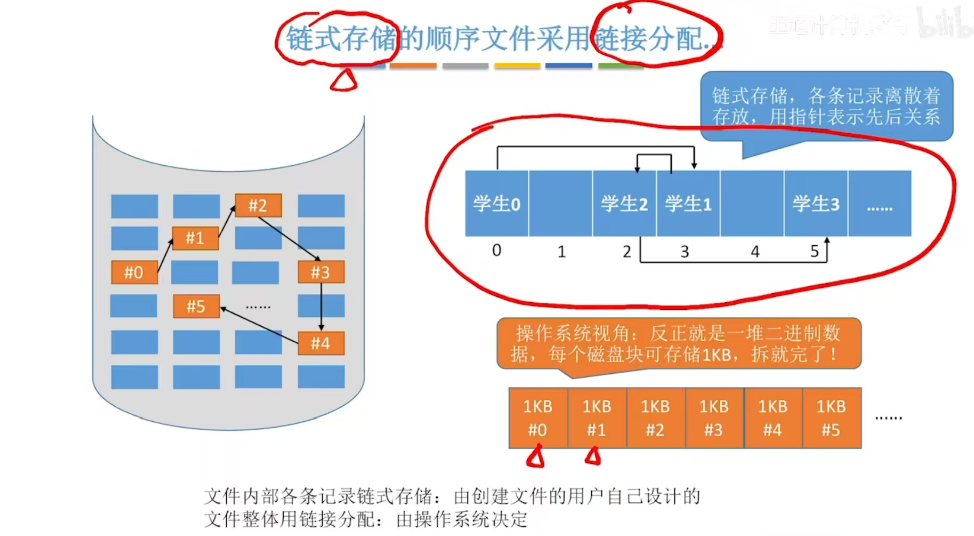 链式存储的顺序文件采用链接分配...
bilibili
链式存储，各条记录离散着
存放，用指针表示先后关系
#2
#1
#0
#3
#5
......
#4
学生0 学生2 学生1 学生3 ......
0 1 2 3 4 5
操作系统视角：反正就是一堆二进制数
据，每个磁盘块可存储1KB，拆就完了！
1KB 1KB 1KB 1KB 1KB 1KB
#0 #1 #2 #3 #4 #5 ......
文件内部各条记录链式存储：由创建文件的用户自己设计的
文件整体用链接分配：由操作系统决定